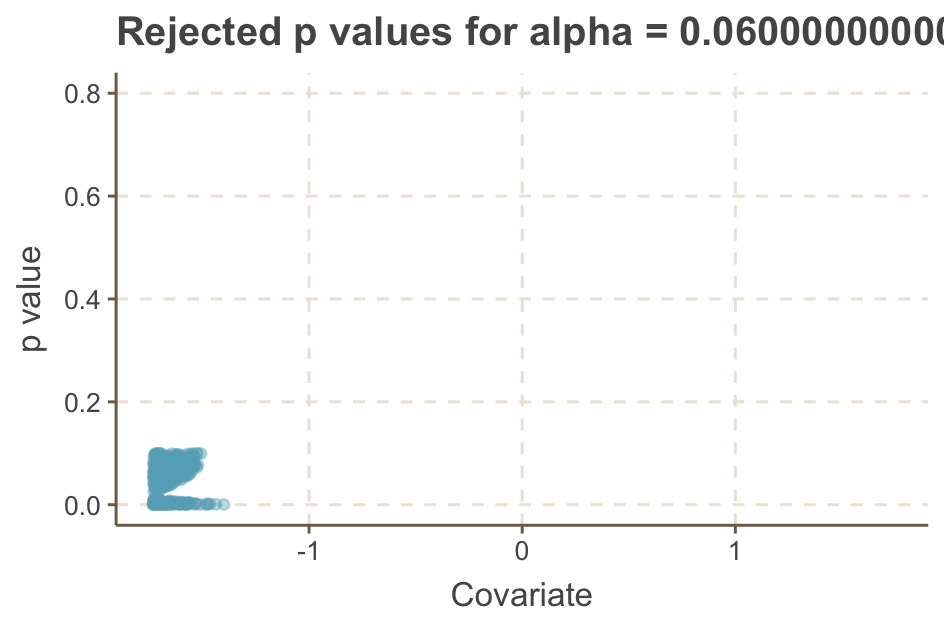 Rejected p values for alpha = 0.06000000000
0.8
0.6
0.4
0.2
0.0
p value
-1 0 1
Covariate